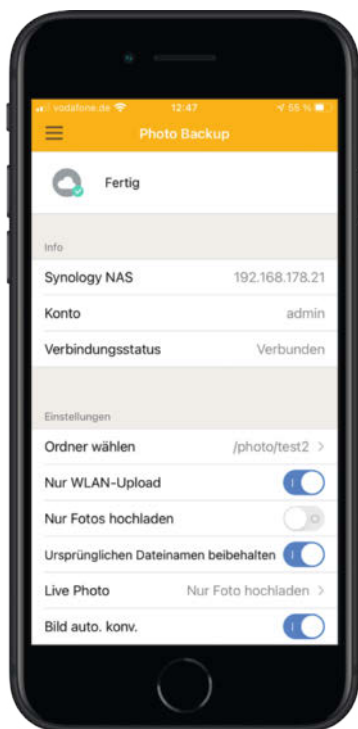 vodafone.de 12:47 55 %
Photo Backup
Fertig
Info
Synology NAS 192.168.178.21
Konto admin
Verbindungsstatus Verbunden
Einstellungen
Ordner wählen /photo/test2 >
Nur WLAN-Upload
Nur Fotos hochladen
Ursprünglichen Dateinamen beibehalten
Live Photo Nur Foto hochladen >
Bild auto. konv.